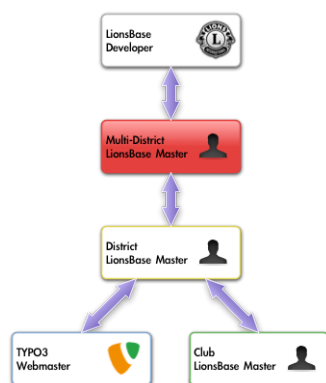 LionsBase
Developer
L
Multi-District
LionsBase Master
District
LionsBase Master
TYPO3
Webmaster
Club
LionsBase Master